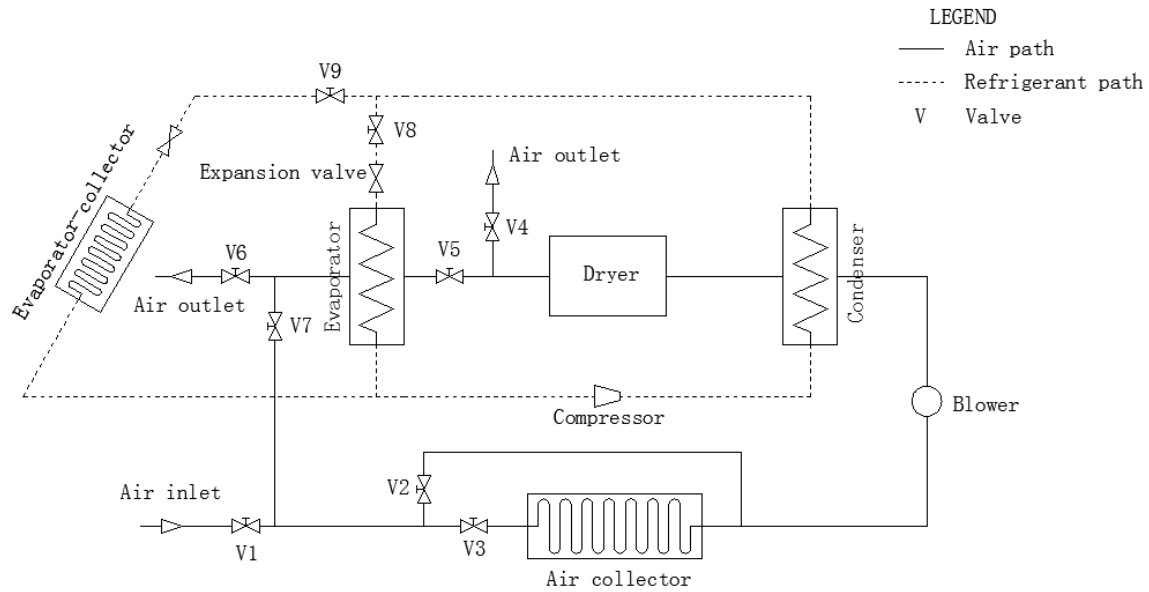 LEGEND
Air path
Refrigerant path
V Valve
V9
V8
Air outlet
Expansion valve
Evaporator-collector
V4
V6
V5
Evaporator
Dryer
Condenser
Air outlet
V7
Compressor
Blower
V2
Air inlet
V1
V3
Air collector